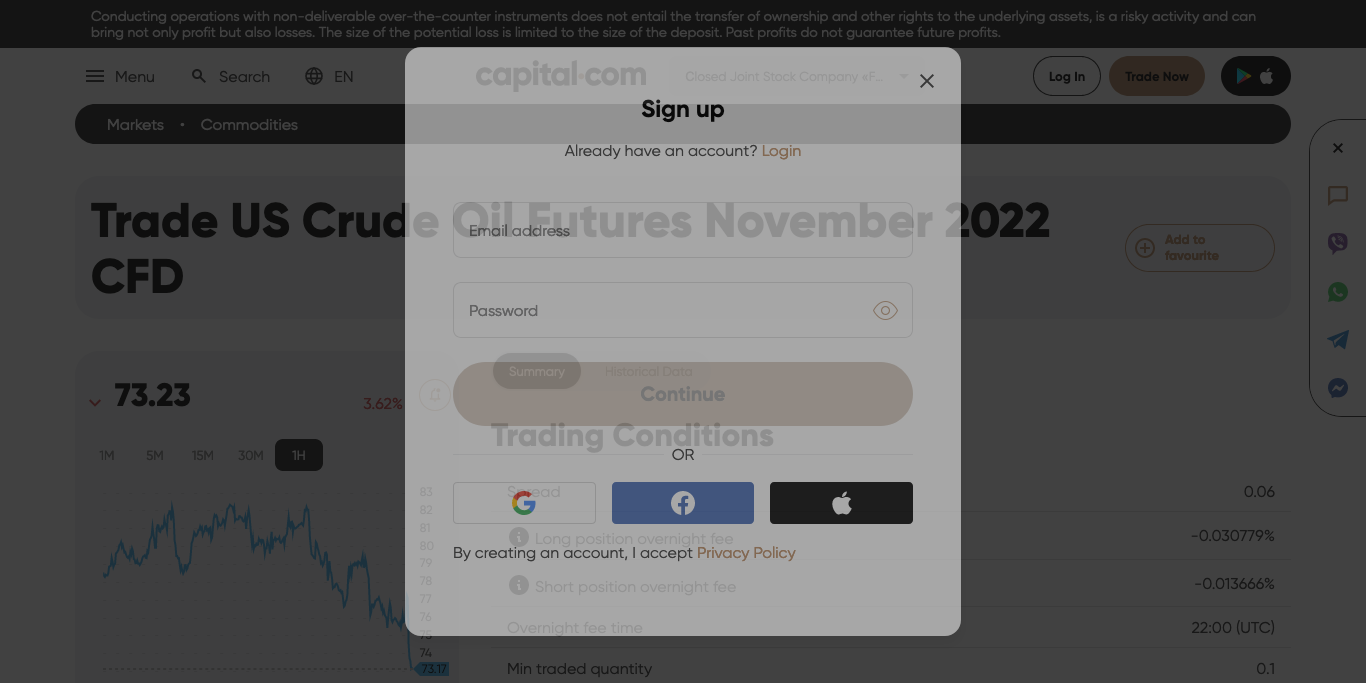 Conducting operations with non-deliverable over-the-counter instruments does not entail the transfer of ownership and other rights to the underlying assets, is a risky activity and can
bring not only profit but also losses. The size of the potential loss is limited to the size of the deposit. Past profits do not guarantee future profits.
Menu
Search
EN
capital.com
Closed Joint Stock Company «F...
Log In
Trade Now
Sign up
Markets • Commodities
Already have an account? Login
Trade US Crude Oil Futures November 2022
CFD
Add to
favourite
Email address
Password
Summary
Historical Data
Continue
73.23
3.62%
Trading Conditions
OR
1M
5M
15M
30M
1H
Spread
0.06
Long position overnight fee
-0.030779%
By creating an account, I accept Privacy Policy
Short position overnight fee
-0.013666%
Overnight fee time
22:00 (UTC)
Min traded quantity
0.1
83
82
81
80
79
78
77
76
75
74
73.17